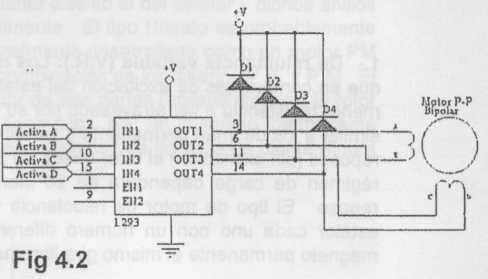 +V
D1
D2
D3
D4
+V
Motor P-P
Bipolar
Activa A 2 IN1 OUT1 3
Activa B 7 IN2 OUT2 6
Activa C 10 IN3 OUT3 11
Activa D 15 IN4 OUT4 14
1 EN1
9 EN2
L293
Fig 4.2